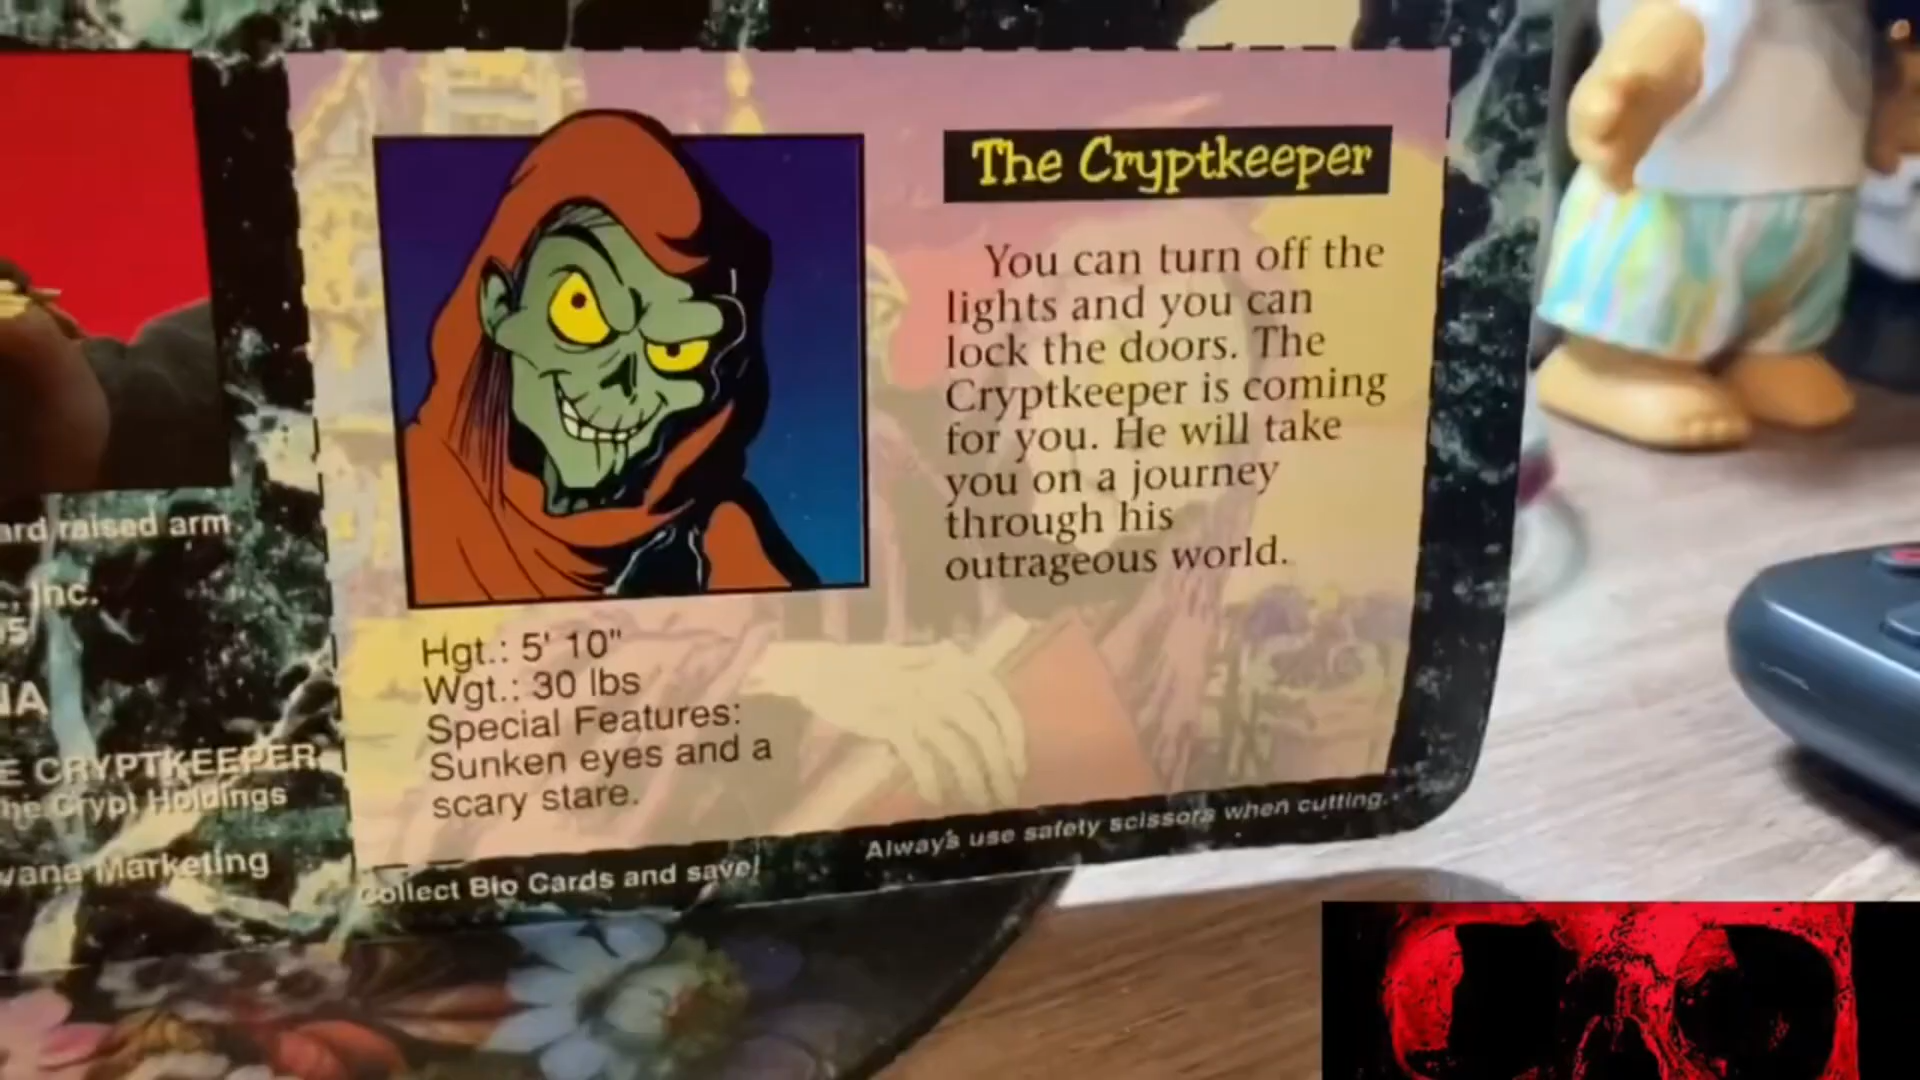 The Cryptkeeper
You can turn off the
lights and you can
lock the doors. The
Cryptkeeper is coming
for you. He will take
you on a journey
through his
outrageous world.
Hgt.: 5' 10"
Wgt.: 30 lbs
Special Features:
Sunken eyes and a
scary stare.
Collect Bio Cards and save!
Always use safety scissors when cutting.
raised arm
Inc.
CRYPTKEEPER
Crypt Holdings
Marketing